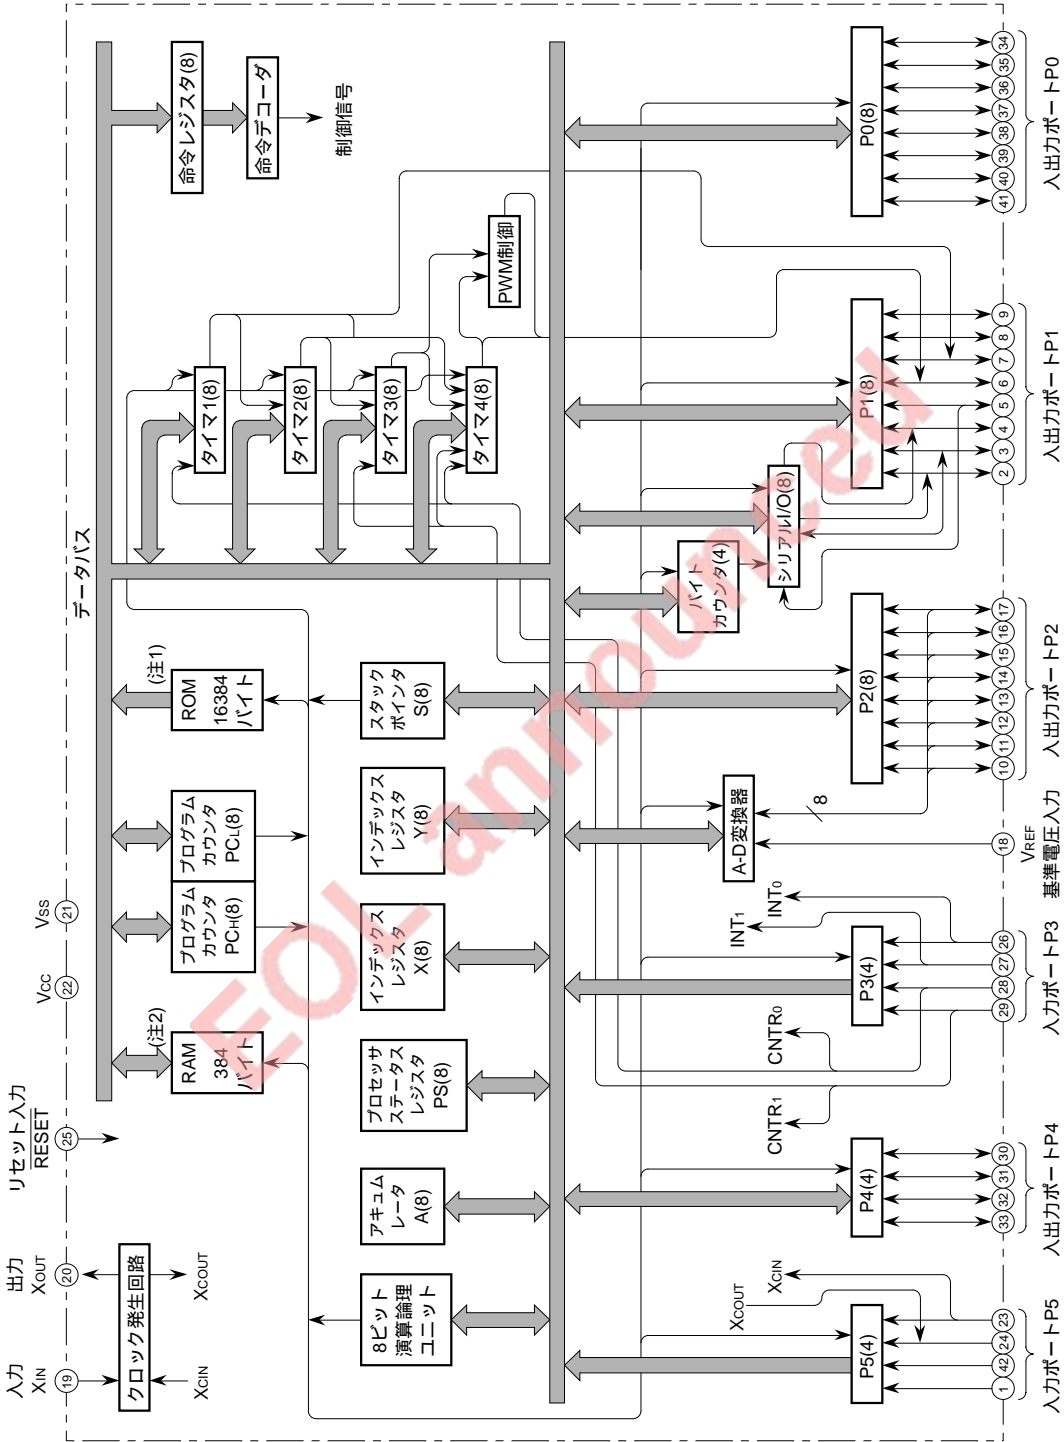 入力
XIN
19
出力
XOUT
20
リセット入力
RESET
25
VCC
22
VSS
21
クロック発生回路
XCIN
XCOUT
データバス
RAM
384
バイト
(注2)
プログラム
カウンタ
PCH(8)
プログラム
カウンタ
PCL(8)
ROM
16384
バイト
(注1)
命令レジスタ(8)
命令デコーダ
制御信号
タイマ1(8)
タイマ2(8)
タイマ3(8)
タイマ4(8)
PWM制御
8ビット
演算論理
ユニット
アキュム
レータ
A(8)
プロセッサ
ステータス
レジスタ
PS(8)
インデックス
レジスタ
X(8)
インデックス
レジスタ
Y(8)
スタック
ポインタ
S(8)
バイト
カウンタ(4)
シリアルI/O(8)
A-D変換器
8
XCOUT
XCIN
CNTR1
CNTR0
INT1
INT0
P5(4)
P4(4)
P3(4)
P2(8)
P1(8)
P0(8)
1
42
24
23
入力ポートP5
33
32
31
30
入出力ポートP4
29
28
27
26
入力ポートP3
18
VREF
基準電圧入力
10
11
12
13
14
15
16
17
入出力ポートP2
2
3
4
5
6
7
8
9
入出力ポートP1
41
40
39
38
37
36
35
34
入出力ポートP0
EOL announced